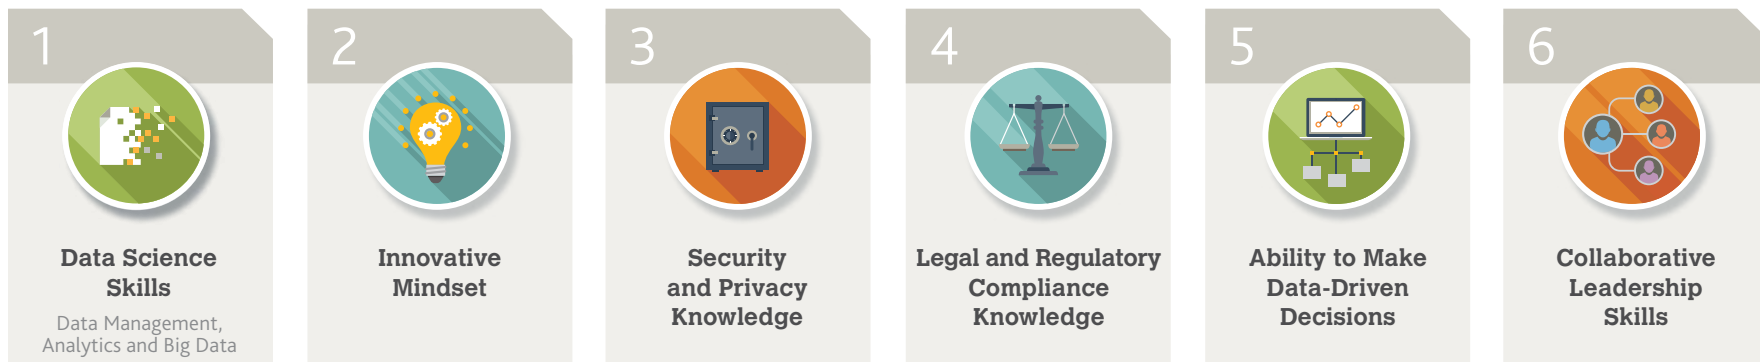 1
Data Science
Skills
Data Management,
Analytics and Big Data
2
Innovative
Mindset
3
Security
and Privacy
Knowledge
4
Legal and Regulatory
Compliance
Knowledge
5
Ability to Make
Data-Driven
Decisions
6
Collaborative
Leadership
Skills